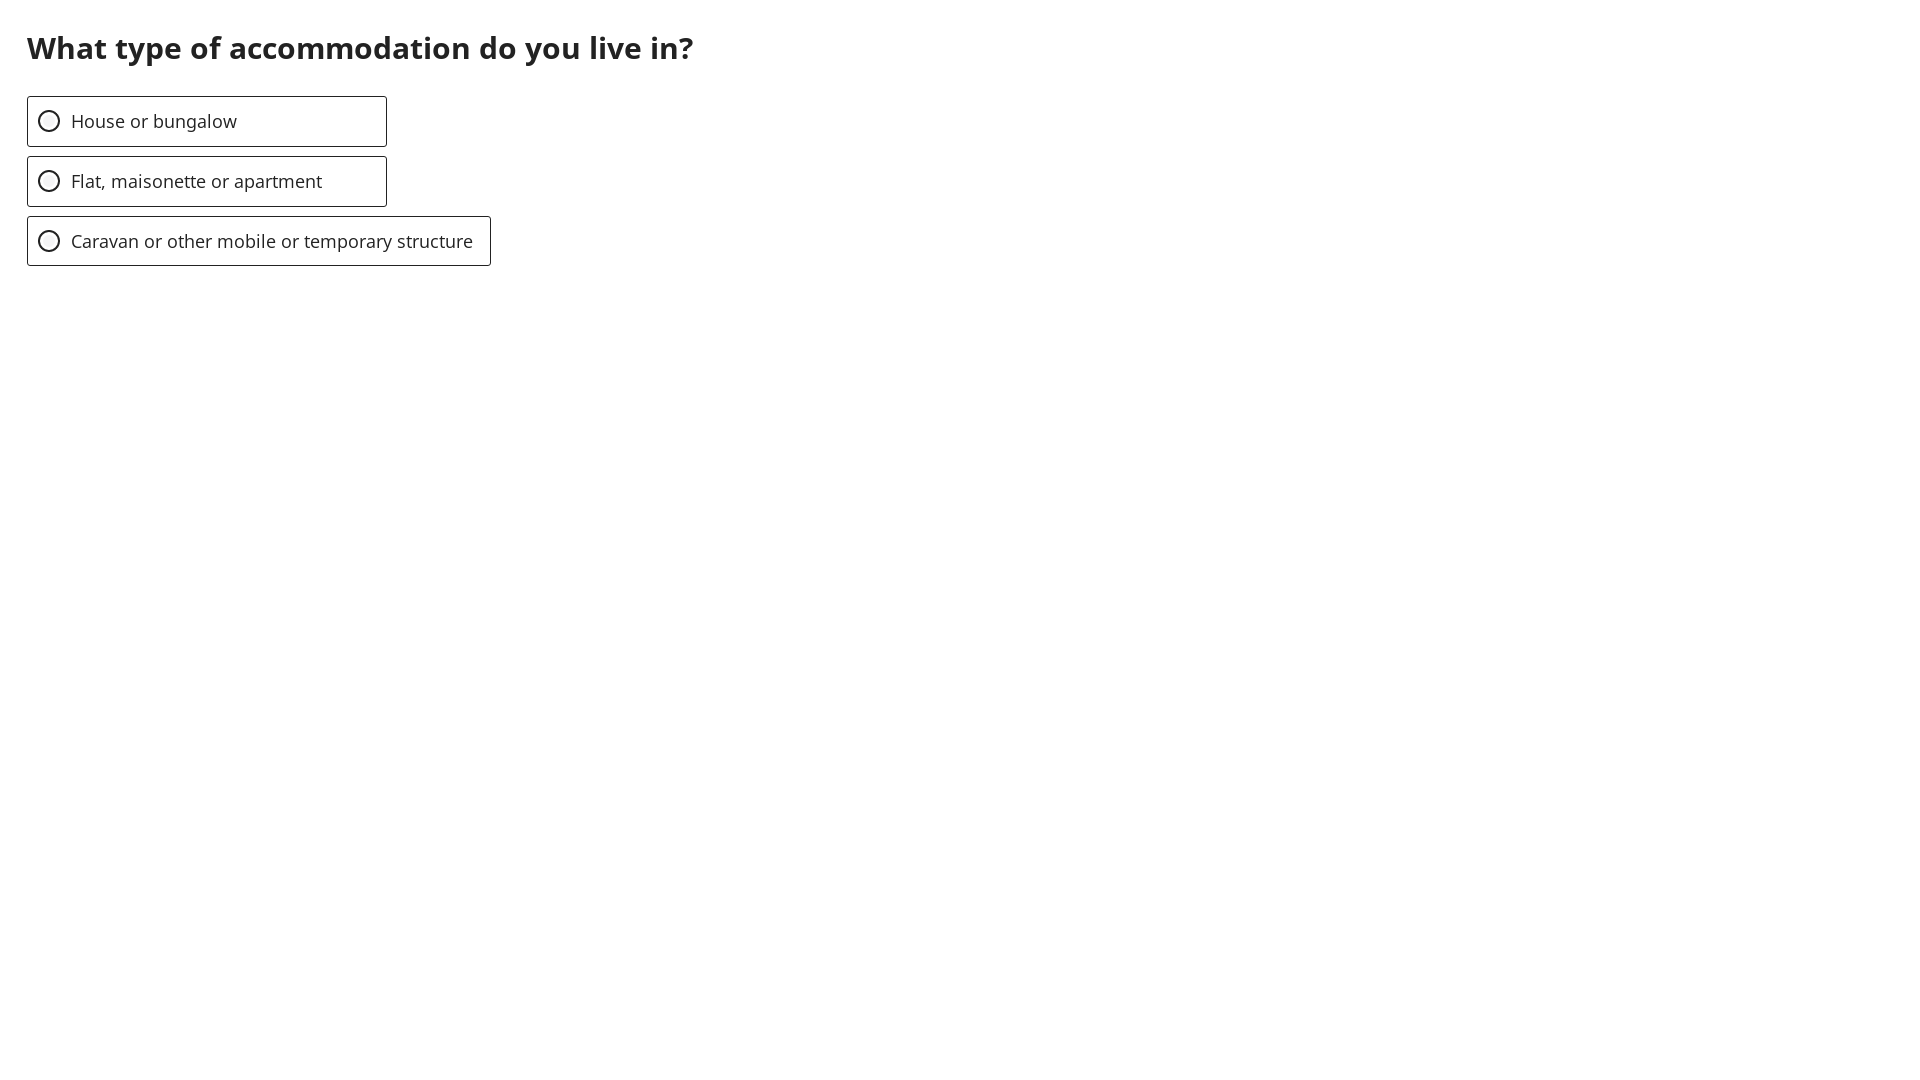 What type of accommodation do you live in?
House or bungalow
Flat, maisonette or apartment
Caravan or other mobile or temporary structure